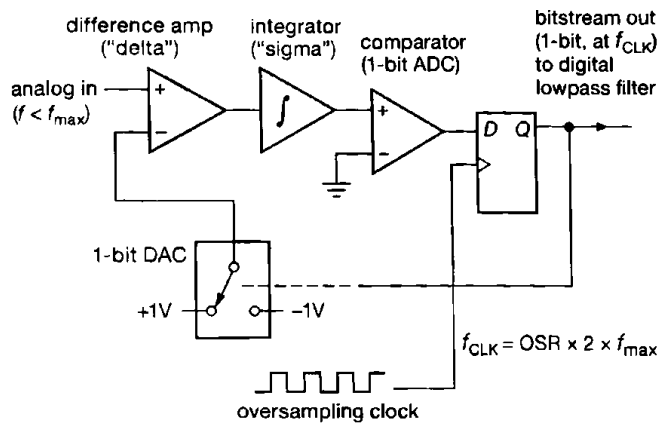 difference amp
("delta")
integrator
("sigma")
comparator
(1-bit ADC)
bitstream out
(1-bit, at fCLK)
to digital
lowpass filter
analog in
(f < fmax)
+
−
∫
+
−
D Q
1-bit DAC
+1V
−1V
fCLK = OSR x 2 x fmax
oversampling clock